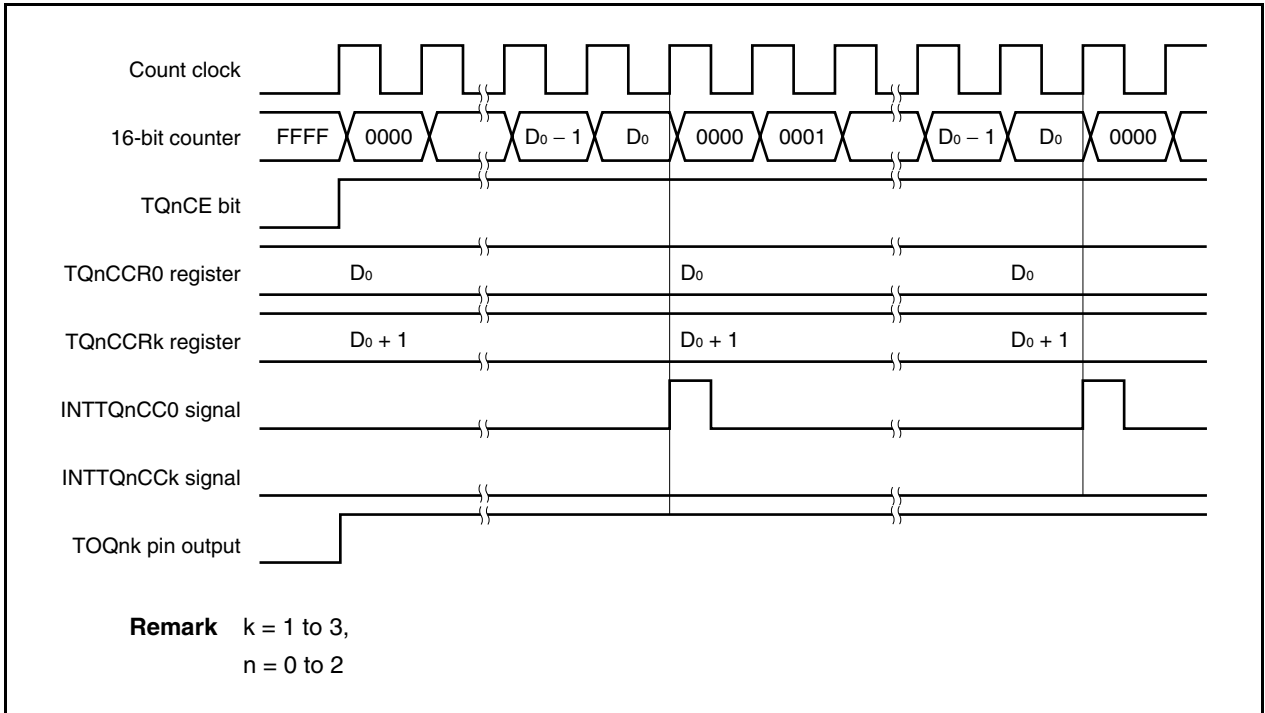 Count clock
16-bit counter FFFF 0000 D0 − 1 D0 0000 0001 D0 − 1 D0 0000
TQnCE bit
TQnCCR0 register D0 D0 D0
TQnCCRk register D0 + 1 D0 + 1 D0 + 1
INTTQnCC0 signal
INTTQnCCk signal
TOQnk pin output
Remark k = 1 to 3,
n = 0 to 2